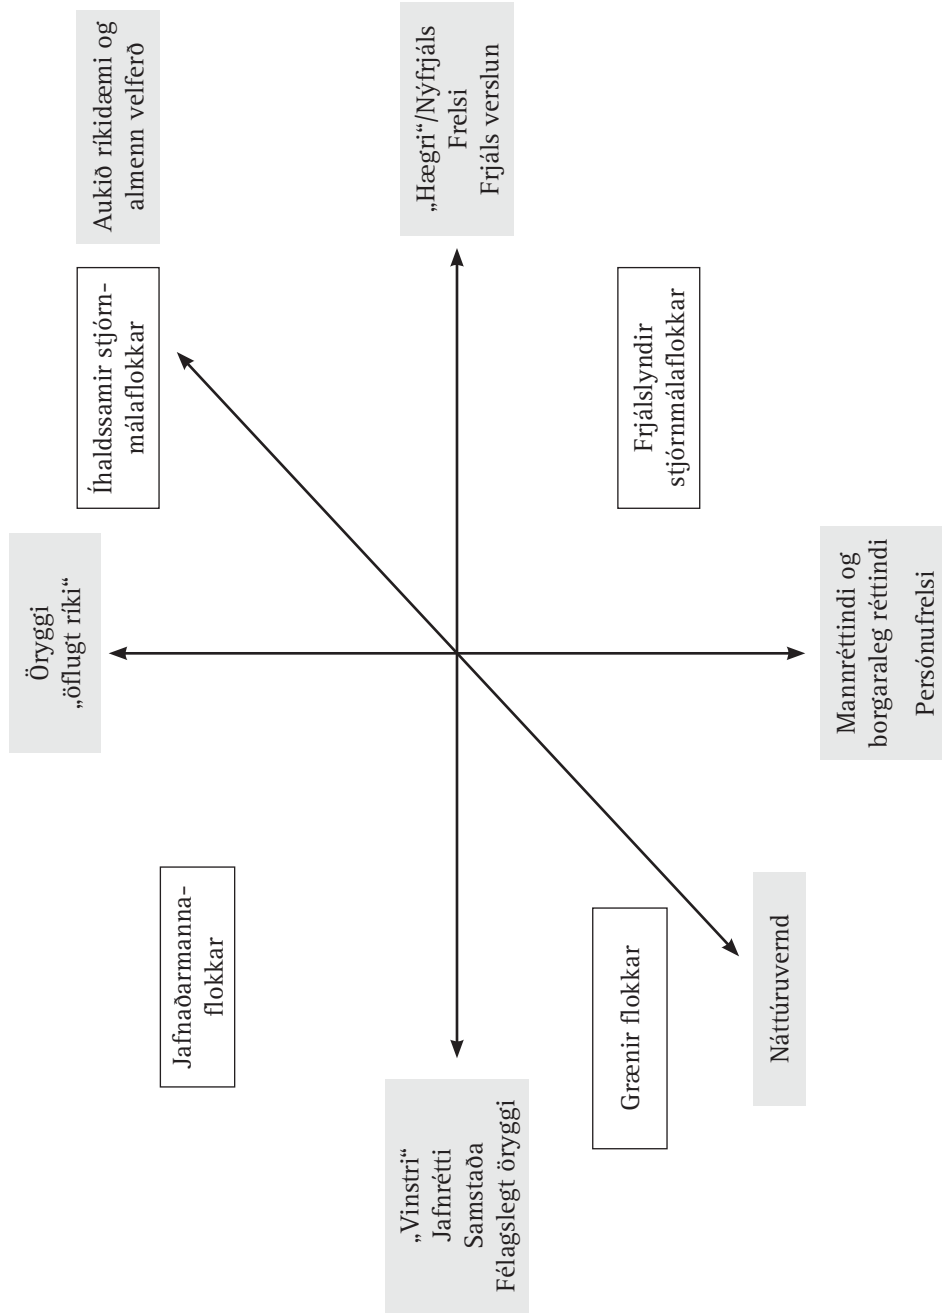 Öryggi
„öflugt ríki“
Íhaldssamir stjórn-
málaflokkar
Aukið ríkidæmi og
almenn velferð
Jafnaðarmanna-
flokkar
„Vinstri“
Jafnrétti
Samstaða
Félagslegt öryggi
„Hægri“/Nýfrjáls
Frelsi
Frjáls verslun
Grænir flokkar
Frjálslyndir
stjórnmálaflokkar
Náttúruvernd
Mannréttindi og
borgaraleg réttindi
Persónufrelsi